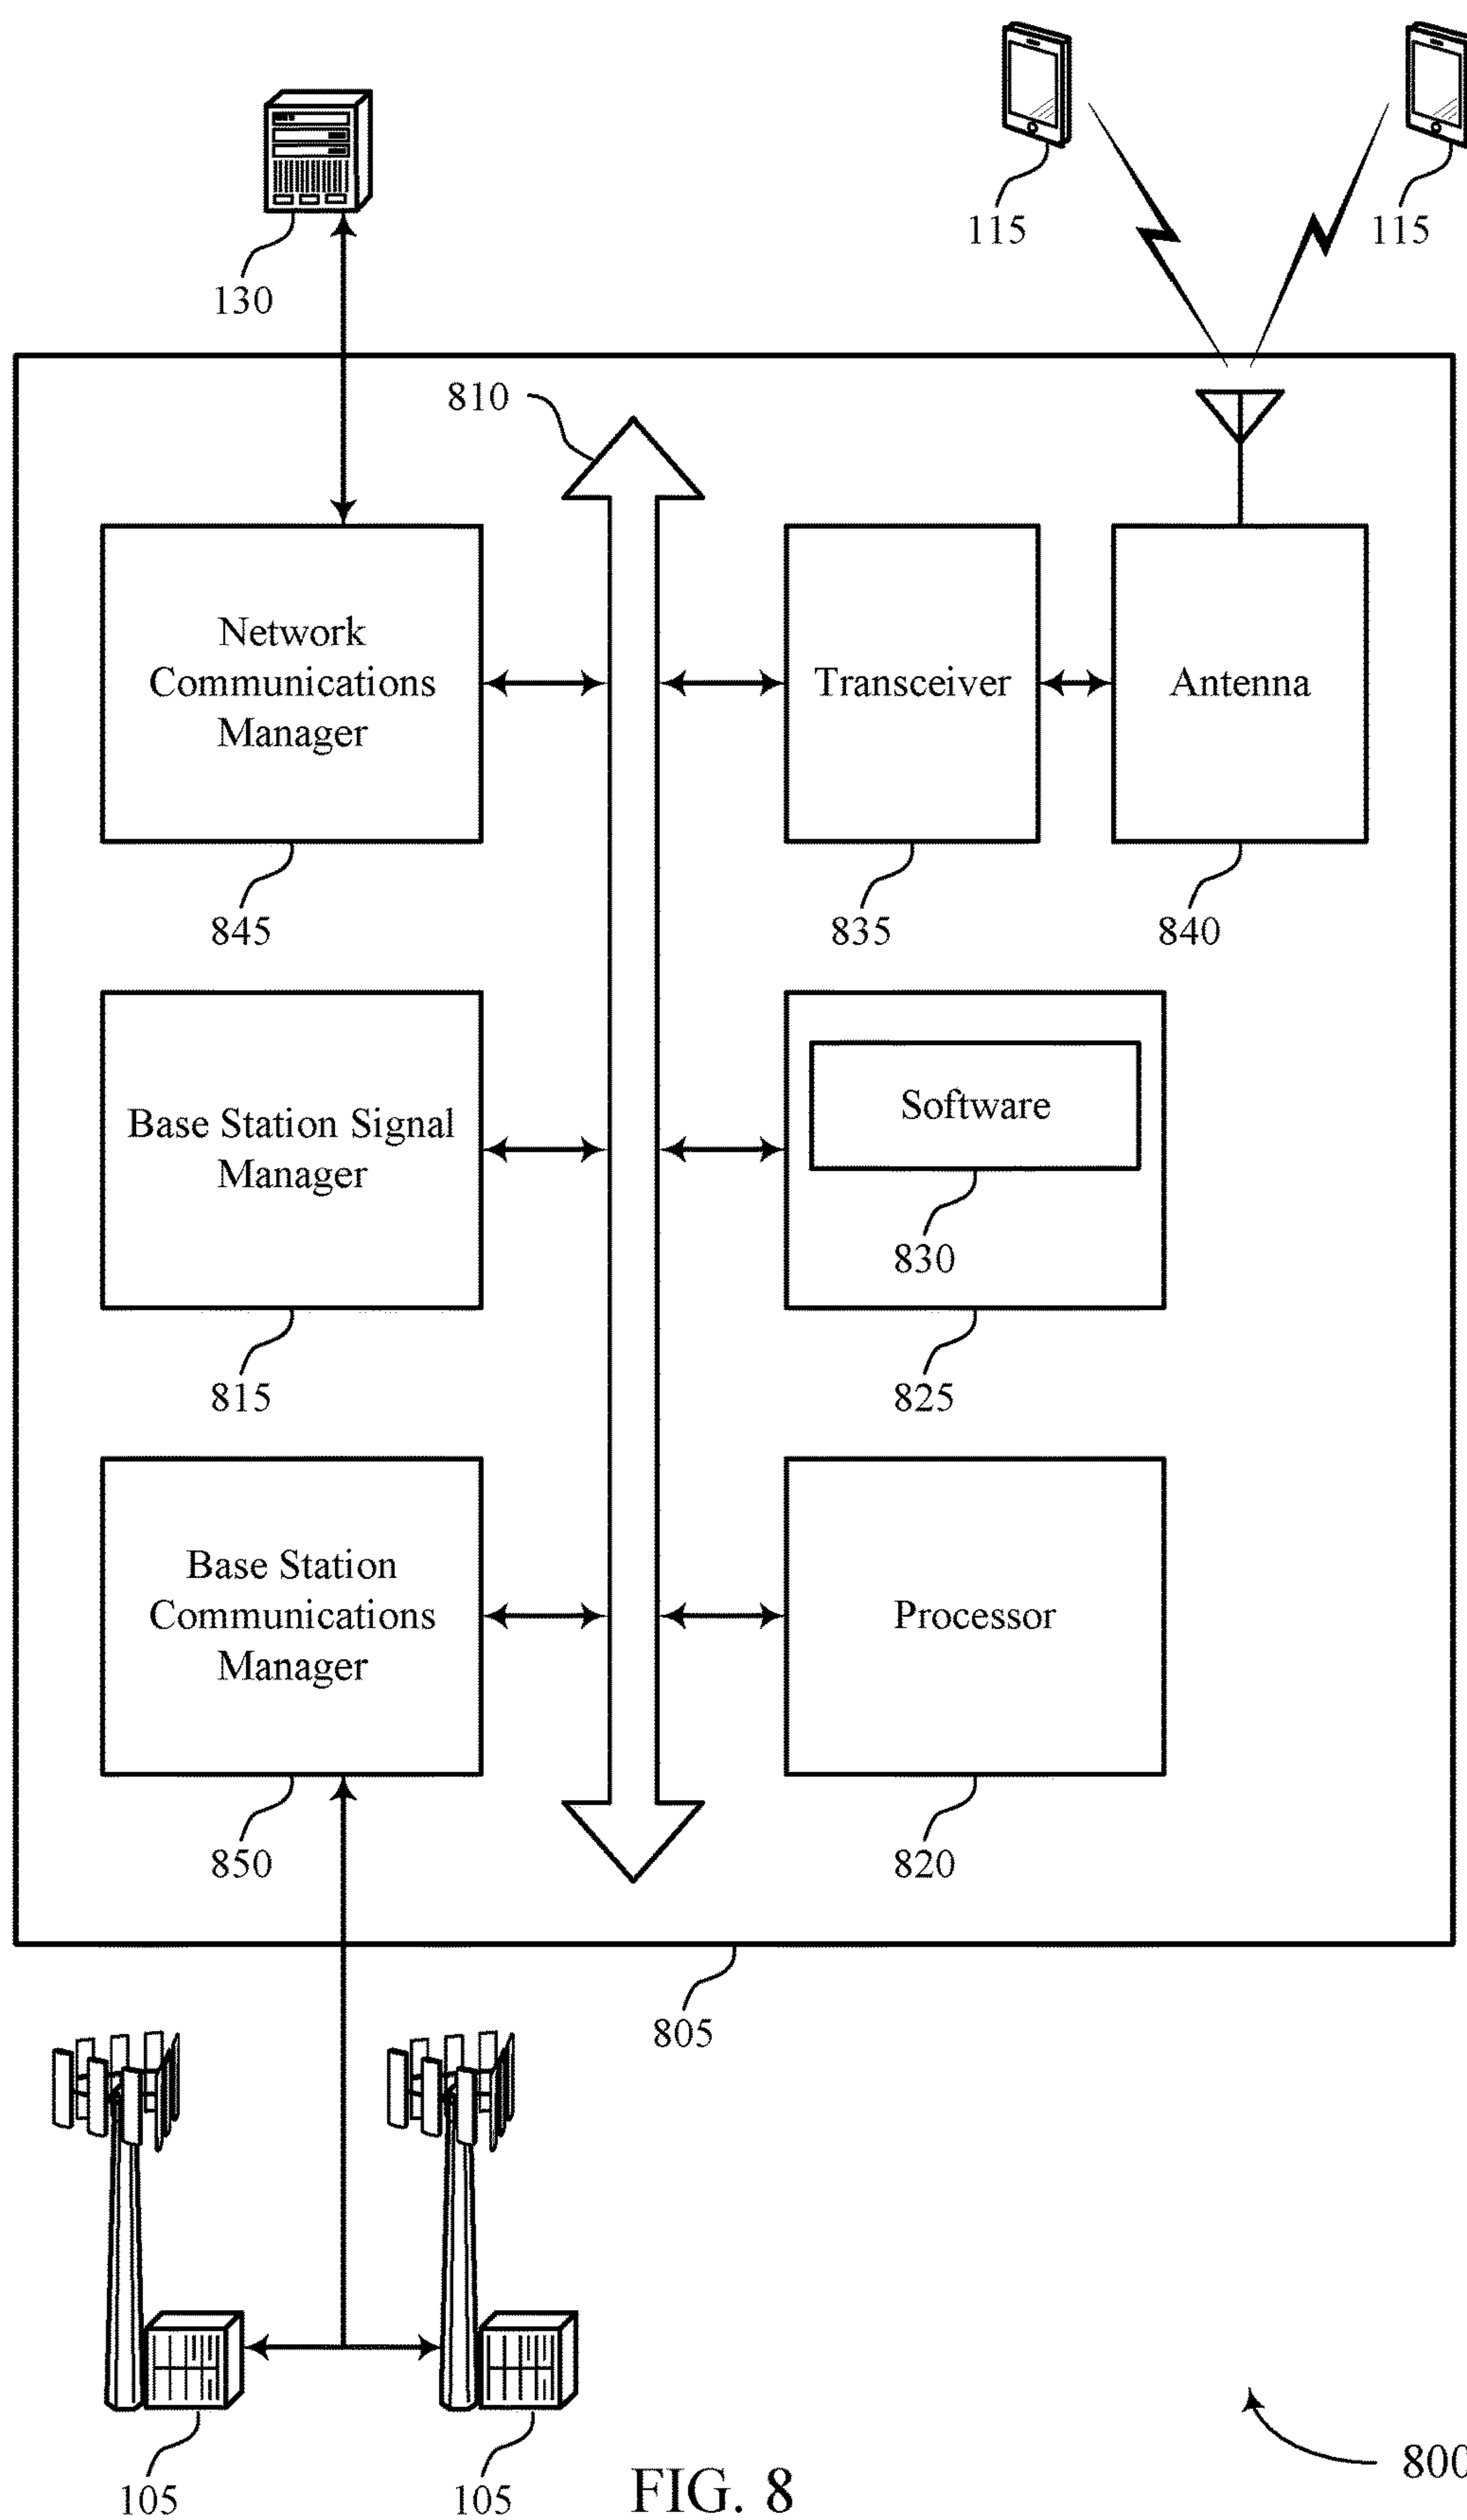 115
115
130
810
Network
Communications
Manager
Transceiver
Antenna
845
835
840
Base Station Signal
Manager
Software
830
815
825
Base Station
Communications
Manager
Processor
850
820
805
105
105
FIG. 8
800